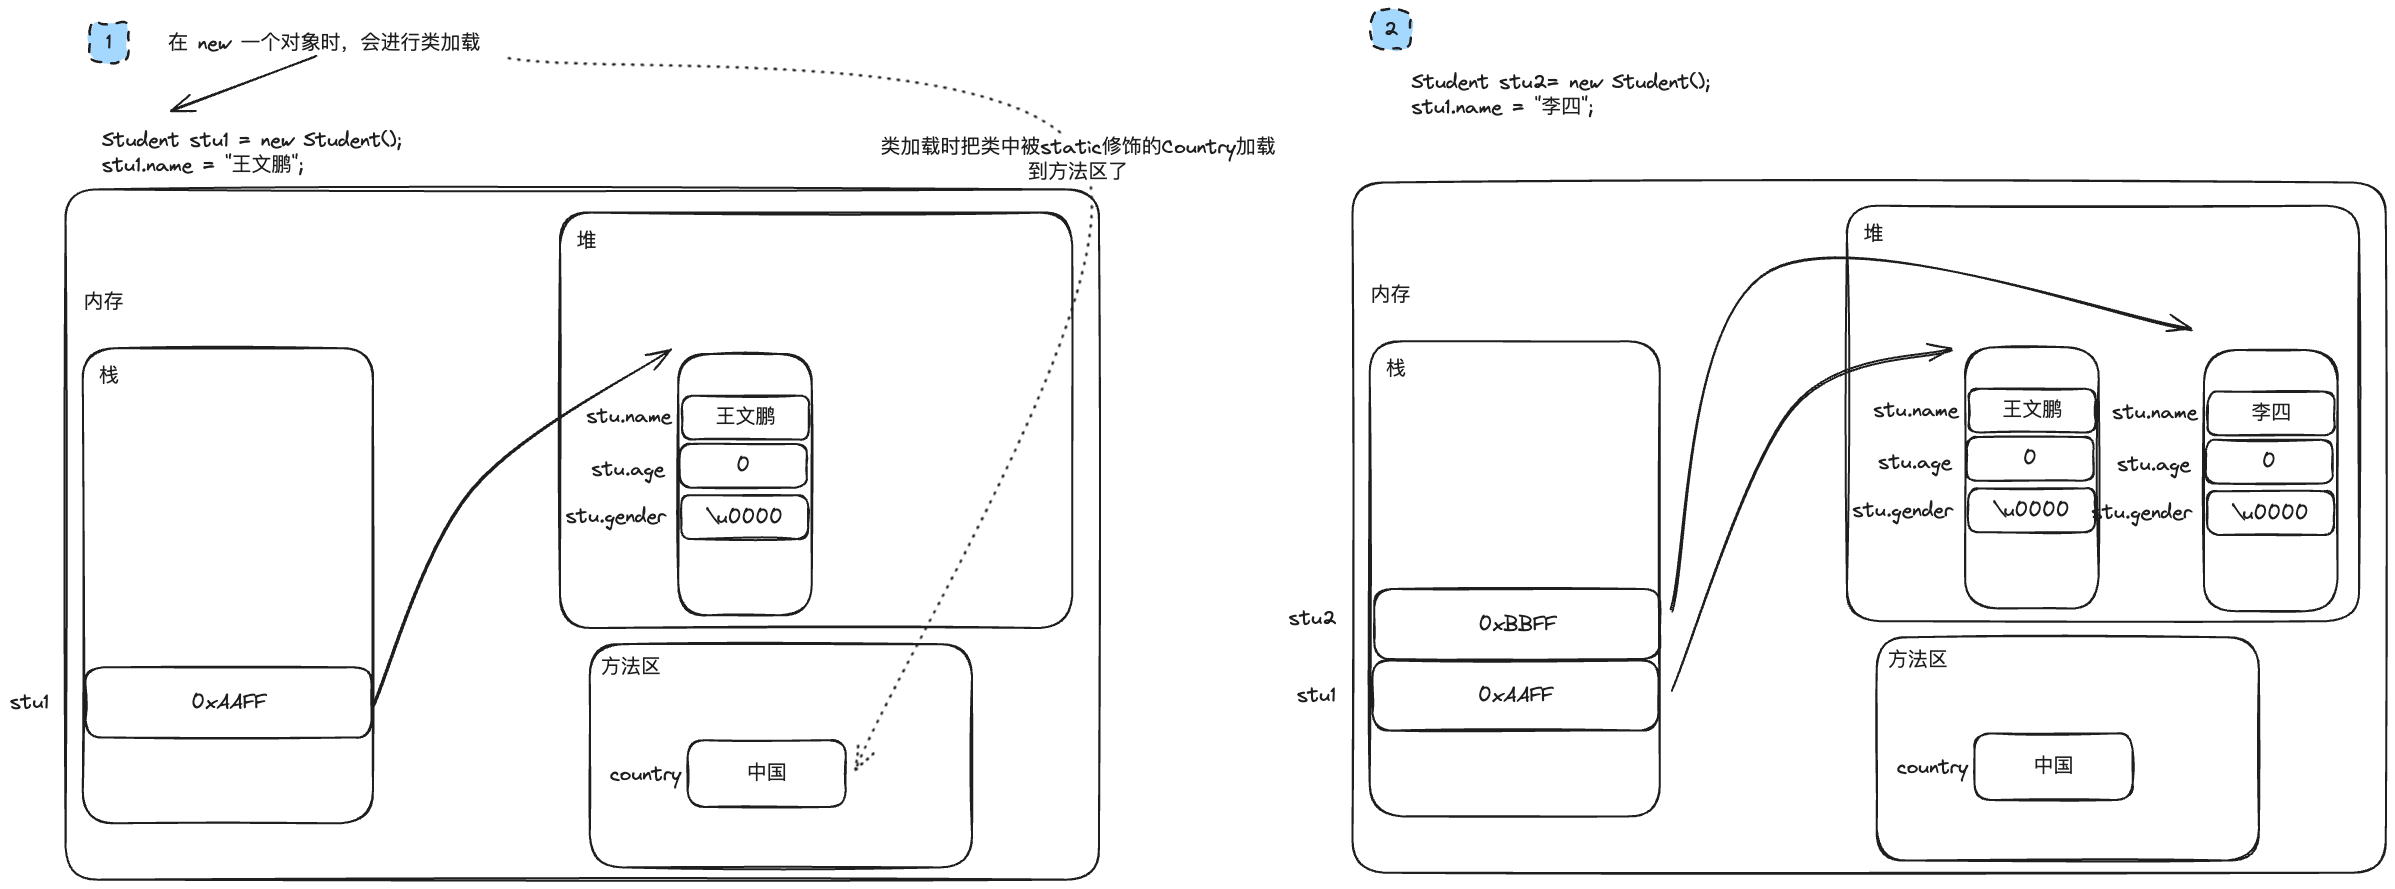 1
在 new 一个对象时，会进行类加载
Student stu1 = new Student();
stu1.name = "王文鹏";
类加载时把类中被static修饰的Country加载
到方法区了
内存
栈
堆
stu.name
王文鹏
stu.age
0
stu.gender
\u0000
stu1
0xAAFF
方法区
country
中国
2
Student stu2= new Student();
stu1.name = "李四";
内存
栈
堆
stu.name
王文鹏
stu.name
李四
stu.age
0
stu.age
0
stu.gender
\u0000
stu.gender
\u0000
stu2
0xBBFF
stu1
0xAAFF
方法区
country
中国